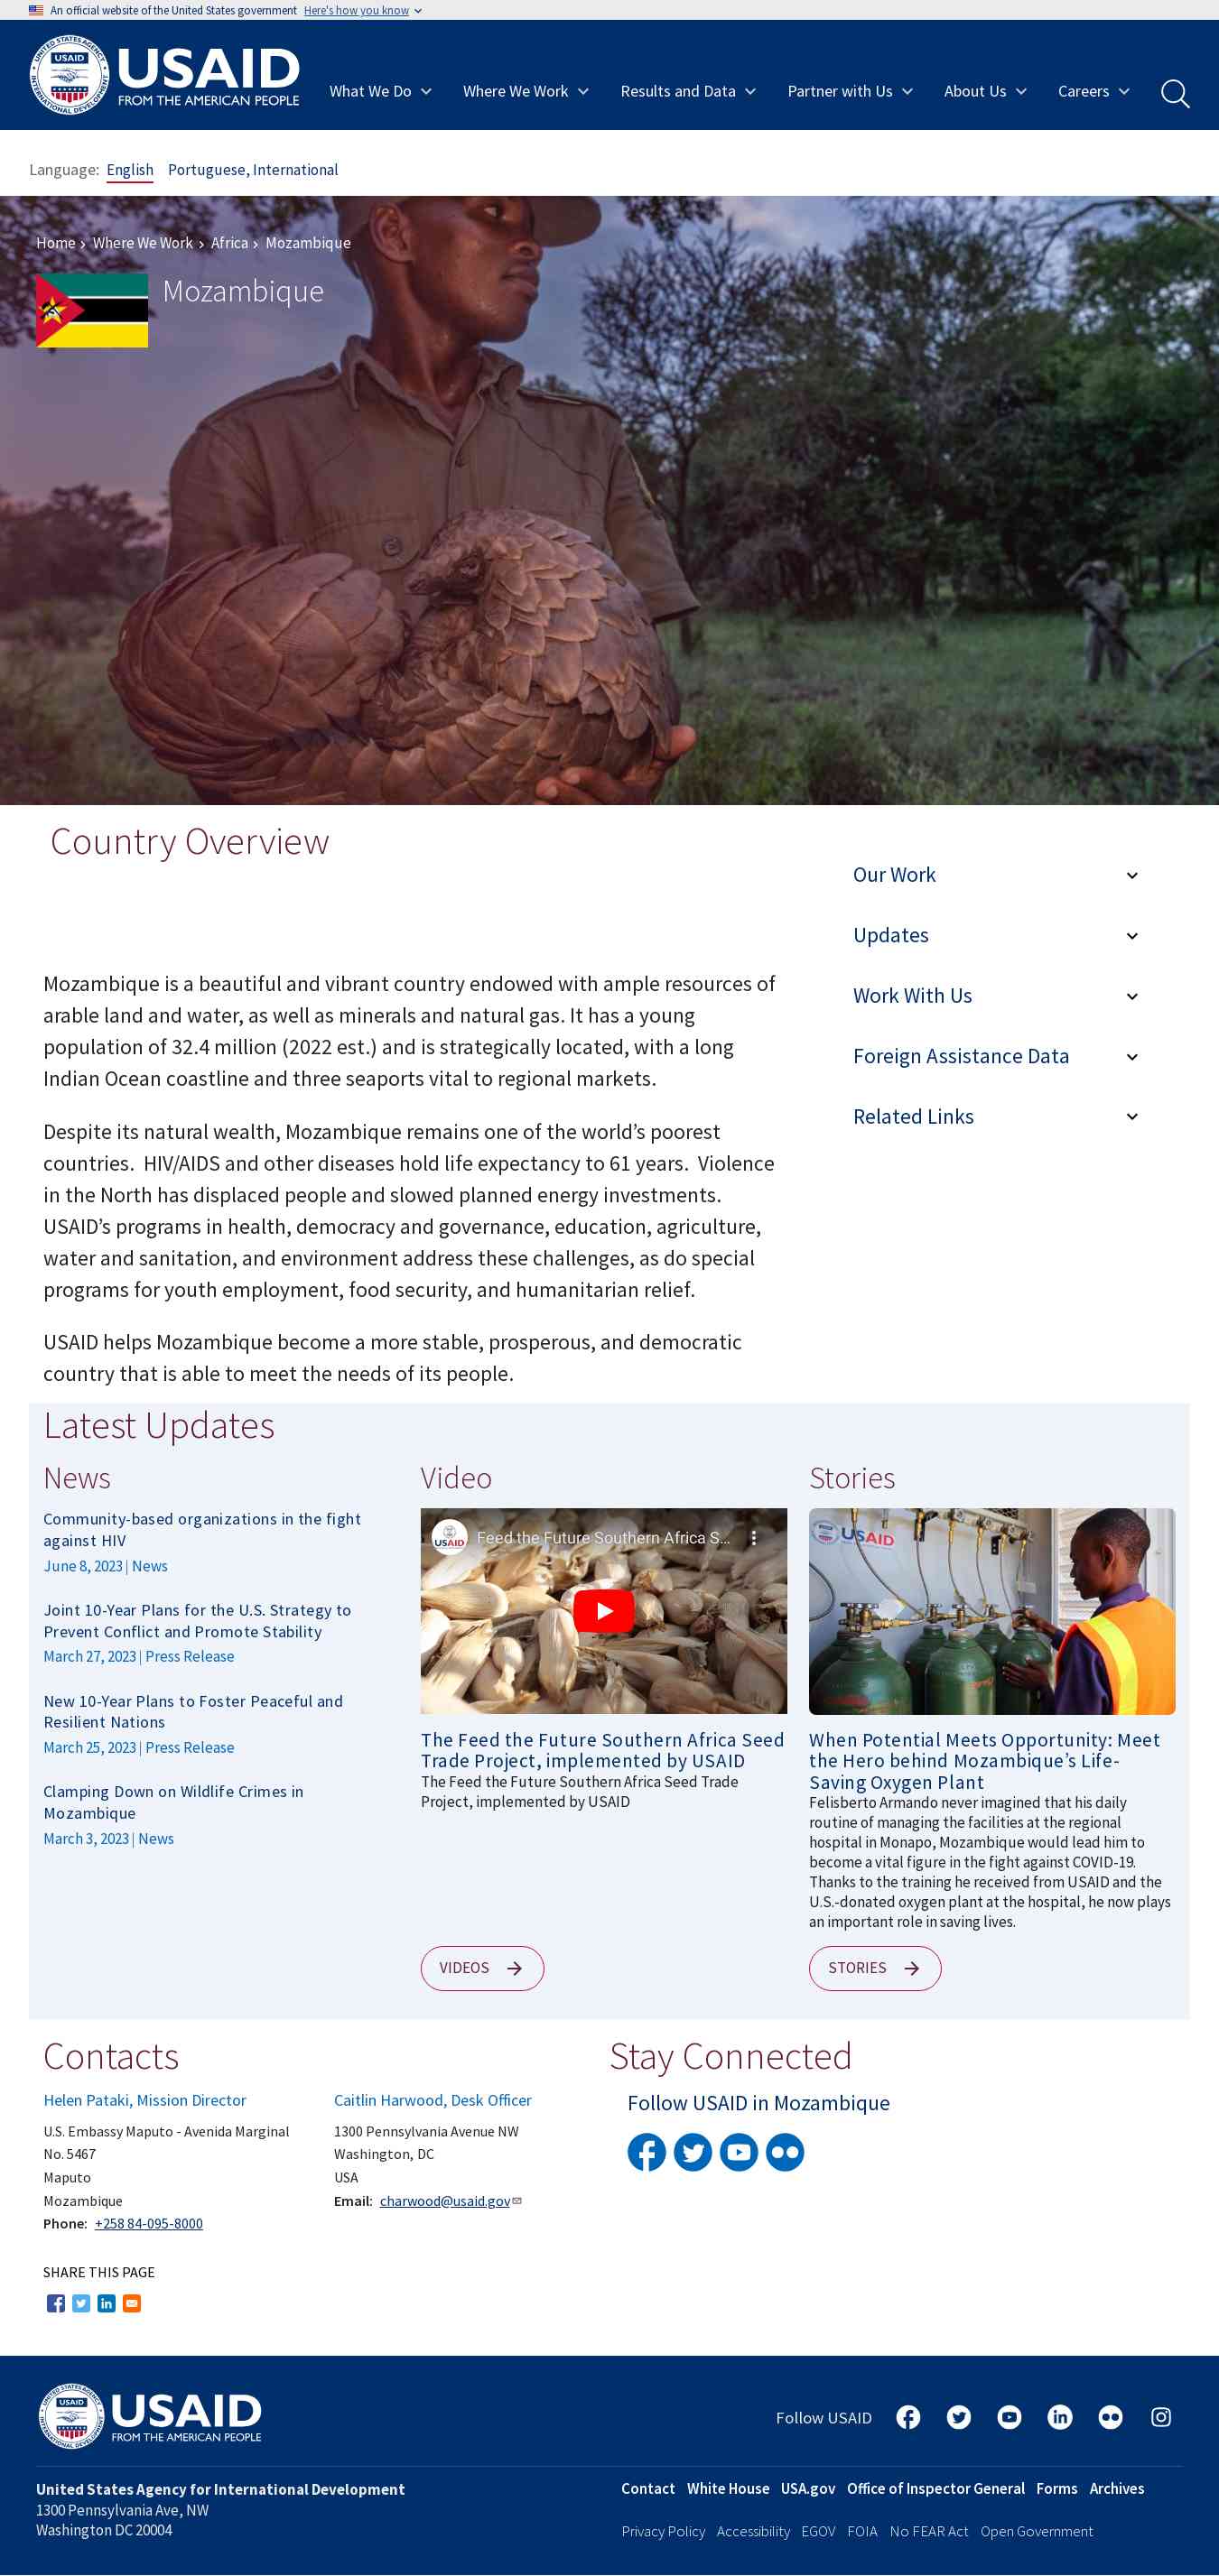 An official website of the United States government Here's how you know
USAID
FROM THE AMERICAN PEOPLE
What We Do
Where We Work
Results and Data
Partner with Us
About Us
Careers
Language: English Portuguese, International
Home Where We Work Africa Mozambique
Mozambique
Country Overview
Our Work
Updates
Work With Us
Foreign Assistance Data
Related Links
Mozambique is a beautiful and vibrant country endowed with ample resources of
arable land and water, as well as minerals and natural gas. It has a young
population of 32.4 million (2022 est.) and is strategically located, with a long
Indian Ocean coastline and three seaports vital to regional markets.
Despite its natural wealth, Mozambique remains one of the world’s poorest
countries.  HIV/AIDS and other diseases hold life expectancy to 61 years.  Violence
in the North has displaced people and slowed planned energy investments.
USAID’s programs in health, democracy and governance, education, agriculture,
water and sanitation, and environment address these challenges, as do special
programs for youth employment, food security, and humanitarian relief.
USAID helps Mozambique become a more stable, prosperous, and democratic
country that is able to meet the needs of its people.
Latest Updates
News
Community-based organizations in the fight
against HIV
June 8, 2023 | News
Joint 10-Year Plans for the U.S. Strategy to
Prevent Conflict and Promote Stability
March 27, 2023 | Press Release
New 10-Year Plans to Foster Peaceful and
Resilient Nations
March 25, 2023 | Press Release
Clamping Down on Wildlife Crimes in
Mozambique
March 3, 2023 | News
Video
USAID
Feed the Future Southern Africa S...
The Feed the Future Southern Africa Seed
Trade Project, implemented by USAID
The Feed the Future Southern Africa Seed Trade
Project, implemented by USAID
VIDEOS
Stories
USAID
When Potential Meets Opportunity: Meet
the Hero behind Mozambique’s Life-
Saving Oxygen Plant
Felisberto Armando never imagined that his daily
routine of managing the facilities at the regional
hospital in Monapo, Mozambique would lead him to
become a vital figure in the fight against COVID-19.
Thanks to the training he received from USAID and the
U.S.-donated oxygen plant at the hospital, he now plays
an important role in saving lives.
STORIES
Contacts
Helen Pataki, Mission Director
U.S. Embassy Maputo - Avenida Marginal
No. 5467
Maputo
Mozambique
Phone: +258 84-095-8000
Caitlin Harwood, Desk Officer
1300 Pennsylvania Avenue NW
Washington, DC
USA
Email: charwood@usaid.gov
Stay Connected
Follow USAID in Mozambique
SHARE THIS PAGE
USAID
FROM THE AMERICAN PEOPLE
Follow USAID
United States Agency for International Development
1300 Pennsylvania Ave, NW
Washington DC 20004
Contact White House USA.gov Office of Inspector General Forms Archives
Privacy Policy Accessibility EGOV FOIA No FEAR Act Open Government